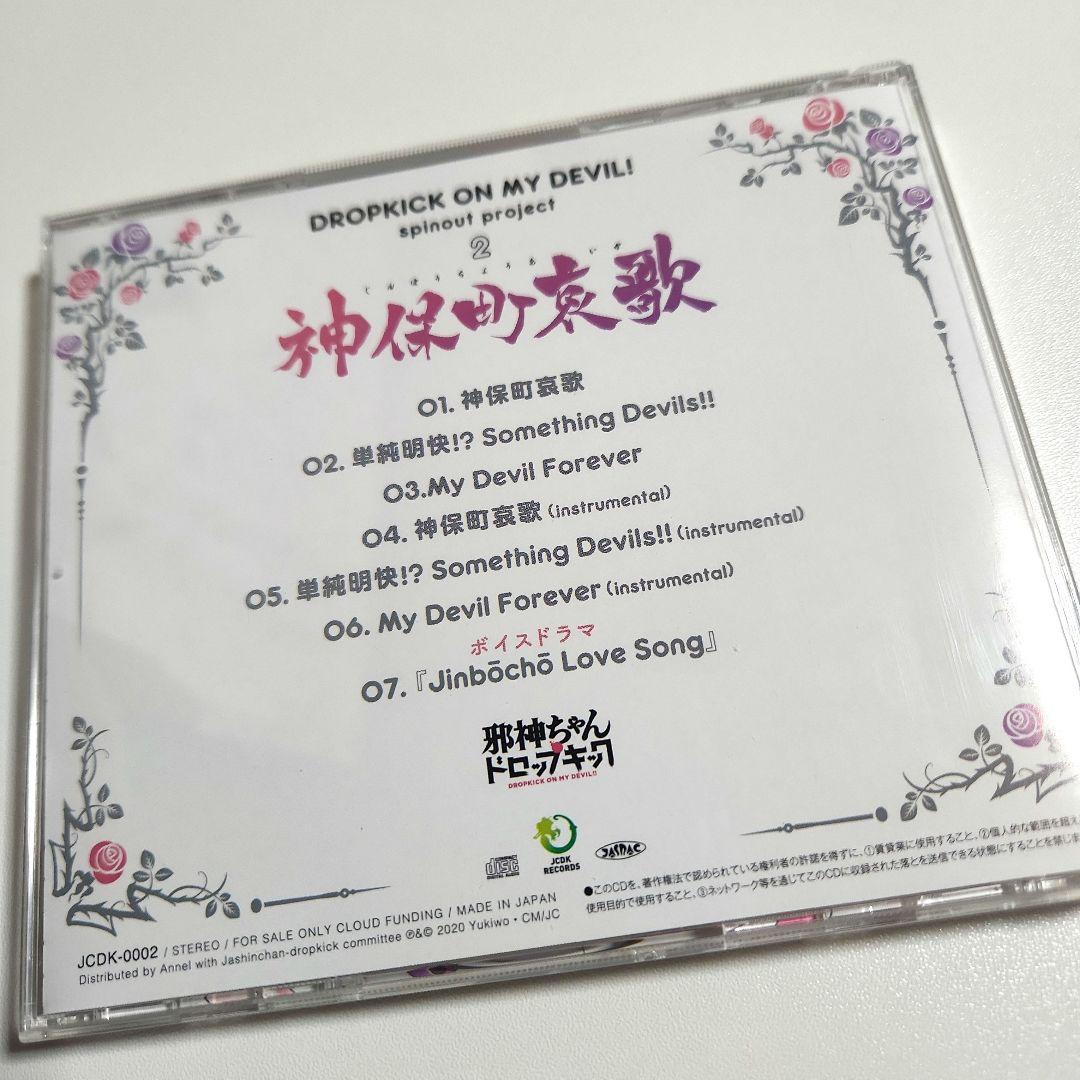 DROPKICK ON MY DEVIL!
spinout project
2
じんぼうちょうあいか
神保町哀歌
01. 神保町哀歌
02. 単純明快!? Something Devils!!
03.My Devil Forever
04. 神保町哀歌 (instrumental)
05. 単純明快!? Something Devils!! (instrumental)
06. My Devil Forever (instrumental)
ボイスドラマ
07.『Jinbōchō Love Song』
邪神ちゃん
ドロップキック
DROPKICK ON MY DEVIL!!
COMPACT
disc
DIGITAL AUDIO
JCDK
RECORDS
JASRAC
●このCDを、著作権法で認められている権利者の許諾を得ずに、①賃貸業に使用すること、②個人的な範囲を超え
使用目的で使用すること、③ネットワーク等を通じてこのCDに収録された落とを送信できる状態にすることを禁じま
JCDK-0002 / STEREO / FOR SALE ONLY CLOUD FUNDING / MADE IN JAPAN
Distributed by Annel with Jashinchan-dropkick committee ℗&© 2020 Yukiwo・CM/JC